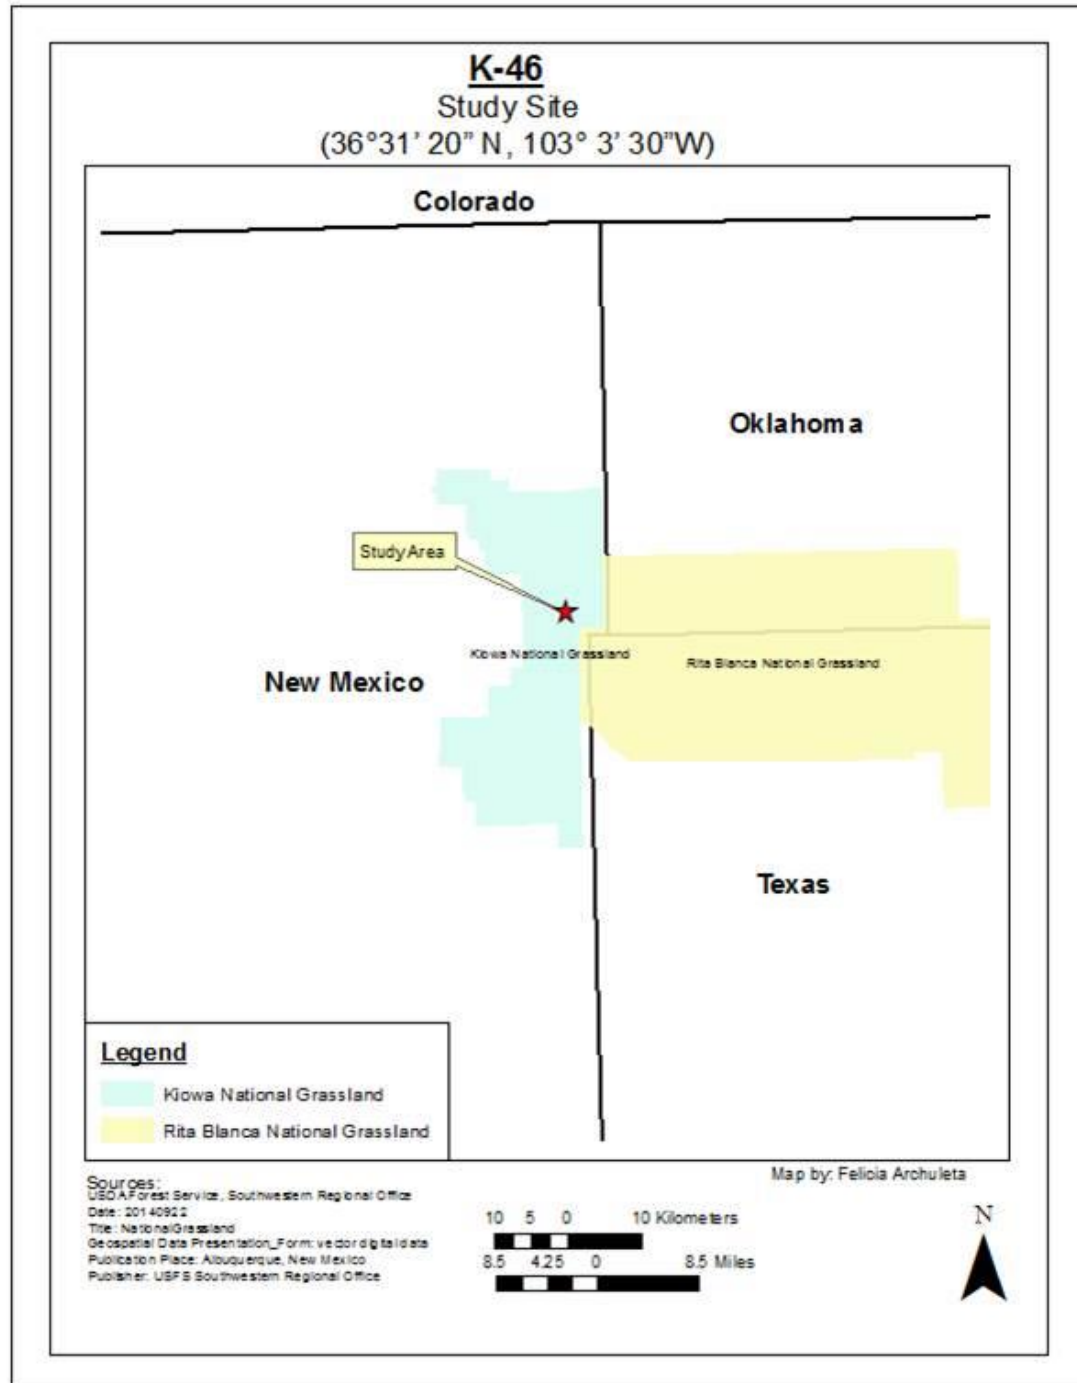 K-46
Study Site
(36°31' 20" N, 103° 3' 30"W)
Colorado
Oklahoma
Study Area
Kiowa National Grassland
Rita Blanca National Grassland
New Mexico
Texas
Legend
Kiowa National Grassland
Rita Blanca National Grassland
Map by: Felicia Archuleta
Sources:
USDA Forest Service, Southwestern Regional Office
Date: 20140922
Title: NationalGrassland
Geospatial Data Presentation_Form: vector digital data
Publication Place: Albuquerque, New Mexico
Publisher: USFS Southwestern Regional Office
10 5 0 10 Kilometers
8.5 4.25 0 8.5 Miles
N